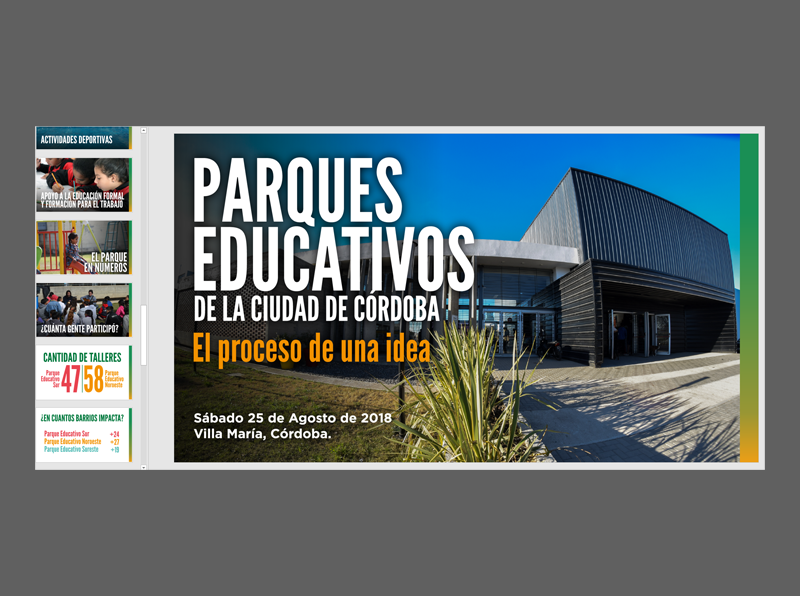 ACTIVIDADES DEPORTIVAS
APOYO A LA EDUCACIÓN FORMAL
Y FORMACIÓN PARA EL TRABAJO
EL PARQUE
EN NÚMEROS
¿CUÁNTA GENTE PARTICIPÓ?
CANTIDAD DE TALLERES
Parque
Educativo
Sur
47|58
Parque
Educativo
Noroeste
¿EN CUANTOS BARRIOS IMPACTA?
Parque Educativo Sur +24
Parque Educativo Noroeste +27
Parque Educativo Sureste +19
PARQUES
EDUCATIVOS
DE LA CIUDAD DE CÓRDOBA
El proceso de una idea
Sábado 25 de Agosto de 2018
Villa María, Córdoba.